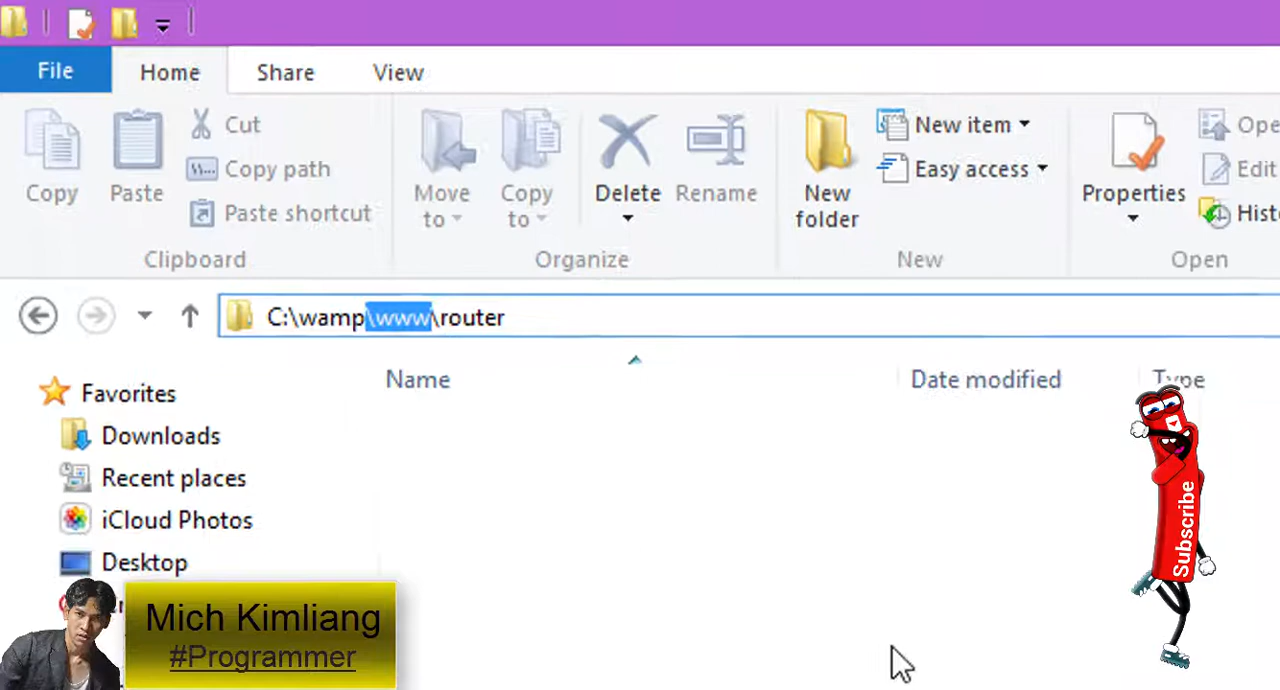 File
Home
Share
View
Copy
Paste
Cut
Copy path
Paste shortcut
Clipboard
Move to
Copy to
Delete
Rename
Organize
New folder
New item
Easy access
New
Properties
Edit
Open
C:\wamp\www\router
Name
Date modified
Type
Favorites
Downloads
Recent places
iCloud Photos
Desktop
Subscribe
Mich Kimliang
#Programmer